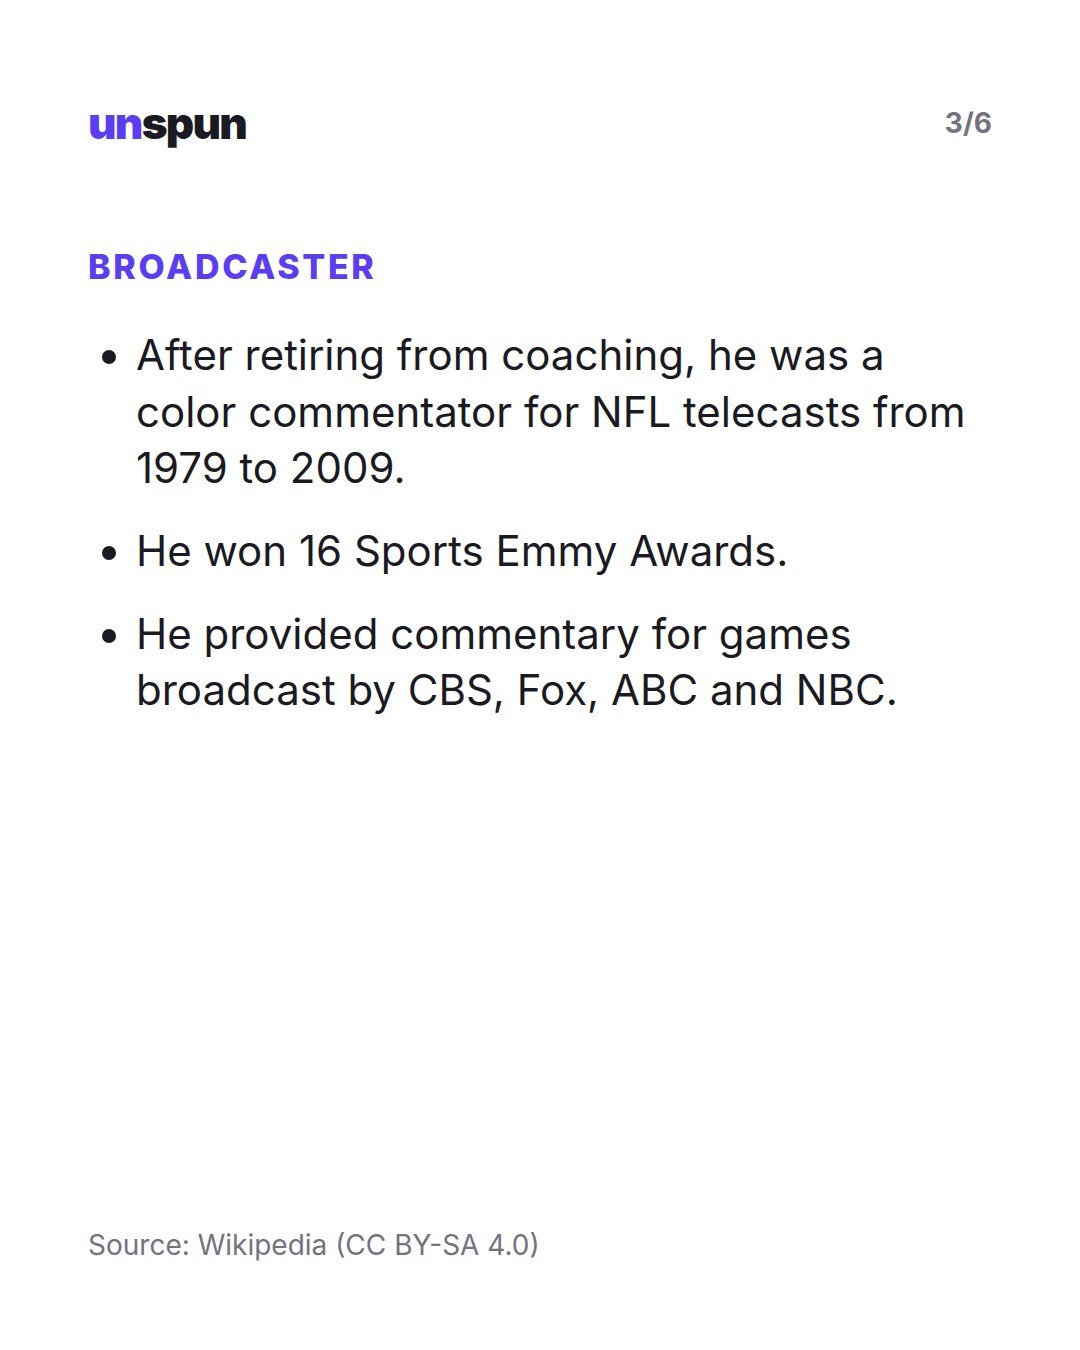 unspun
3/6
BROADCASTER
• After retiring from coaching, he was a
color commentator for NFL telecasts from
1979 to 2009.
• He won 16 Sports Emmy Awards.
• He provided commentary for games
broadcast by CBS, Fox, ABC and NBC.
Source: Wikipedia (CC BY-SA 4.0)